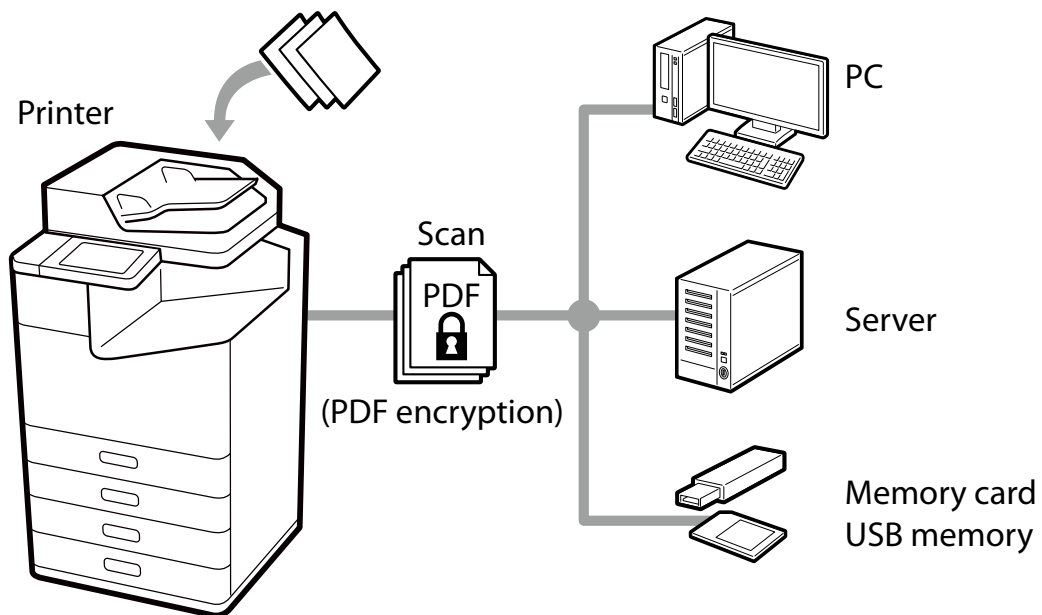 Printer
Scan
PDF
(PDF encryption)
PC
Server
Memory card
USB memory